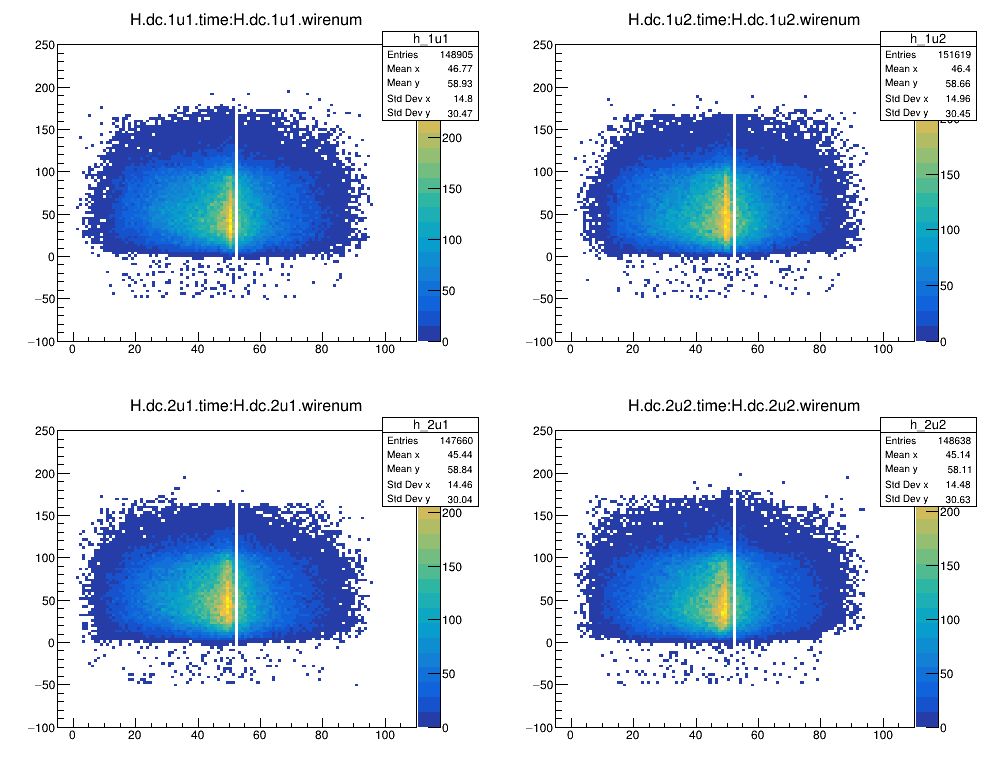 H.dc.1u1.time:H.dc.1u1.wirenum
h_1u1
Entries 148905
Mean x 46.77
Mean y 58.93
Std Dev x 14.8
Std Dev y 30.47
250
200
150
100
50
0
−50
−100
0 20 40 60 80 100
200
150
100
50
0
H.dc.1u2.time:H.dc.1u2.wirenum
h_1u2
Entries 151619
Mean x 46.4
Mean y 58.66
Std Dev x 14.96
Std Dev y 30.45
250
200
150
100
50
0
−50
−100
0 20 40 60 80 100
150
100
50
0
H.dc.2u1.time:H.dc.2u1.wirenum
h_2u1
Entries 147660
Mean x 45.44
Mean y 58.84
Std Dev x 14.46
Std Dev y 30.04
250
200
150
100
50
0
−50
−100
0 20 40 60 80 100
200
150
100
50
0
H.dc.2u2.time:H.dc.2u2.wirenum
h_2u2
Entries 148638
Mean x 45.14
Mean y 58.11
Std Dev x 14.48
Std Dev y 30.63
250
200
150
100
50
0
−50
−100
0 20 40 60 80 100
200
150
100
50
0